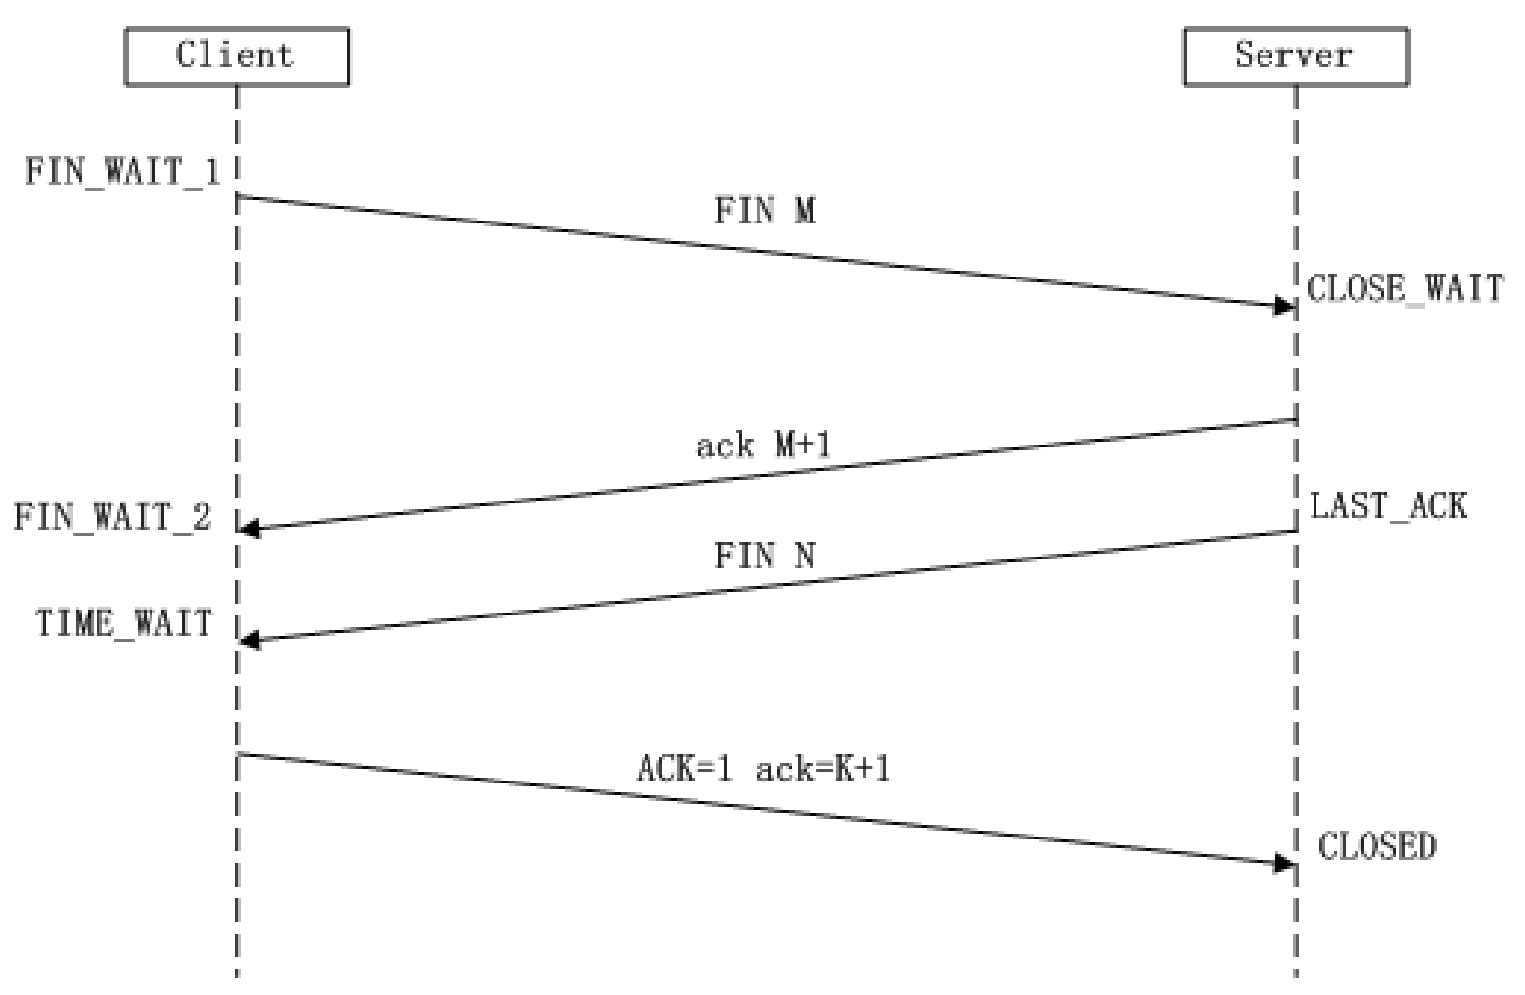 Client
Server
FIN_WAIT_1
FIN M
CLOSE_WAIT
ack M+1
FIN_WAIT_2
LAST_ACK
FIN N
TIME_WAIT
ACK=1 ack=K+1
CLOSED